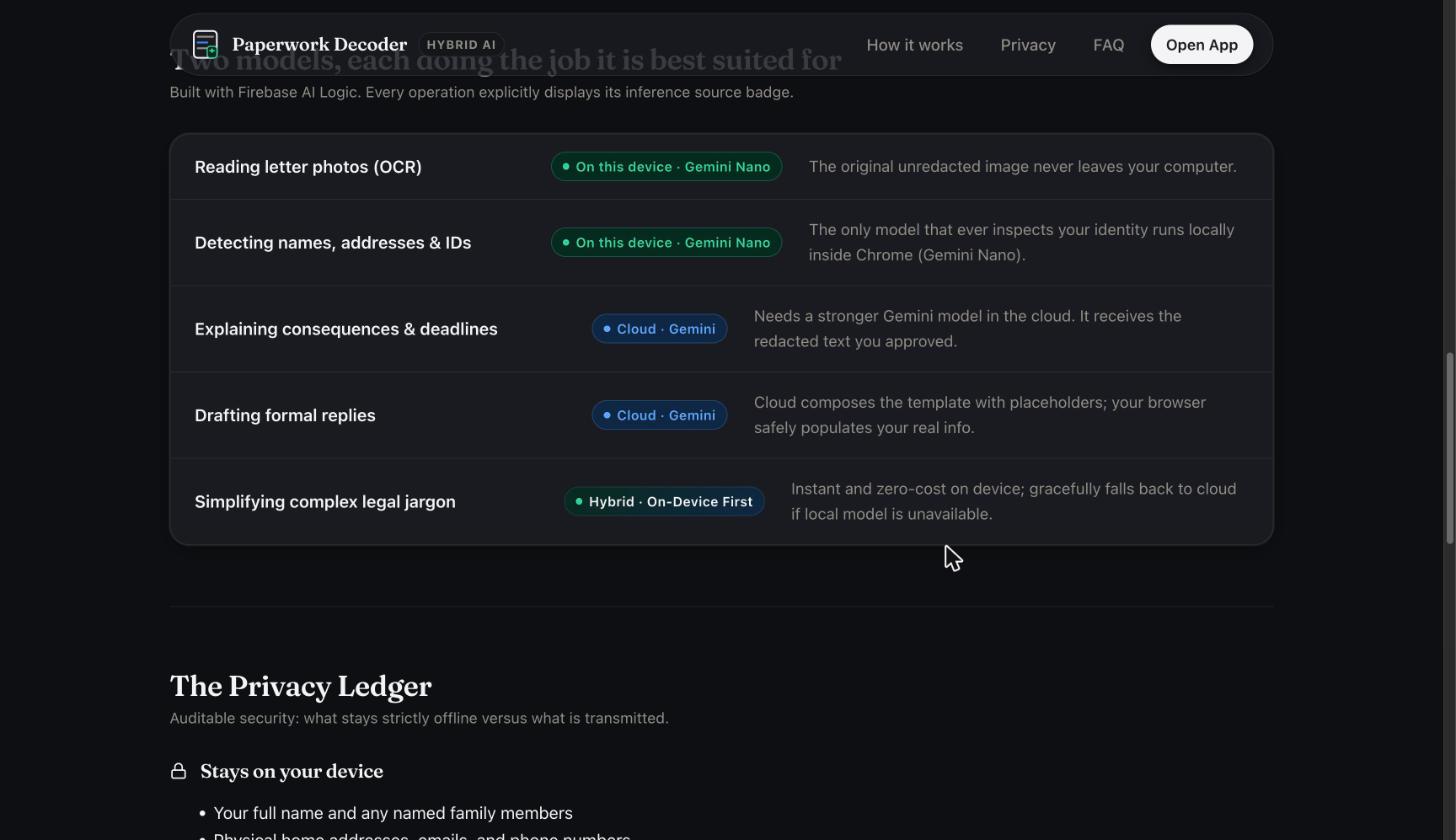 Paperwork Decoder HYBRID AI How it works Privacy FAQ Open App
Two models, each doing the job it is best suited for
Built with Firebase AI Logic. Every operation explicitly displays its inference source badge.
Reading letter photos (OCR) On this device · Gemini Nano The original unredacted image never leaves your computer.
Detecting names, addresses & IDs On this device · Gemini Nano The only model that ever inspects your identity runs locally
inside Chrome (Gemini Nano).
Explaining consequences & deadlines Cloud · Gemini Needs a stronger Gemini model in the cloud. It receives the
redacted text you approved.
Drafting formal replies Cloud · Gemini Cloud composes the template with placeholders; your browser
safely populates your real info.
Simplifying complex legal jargon Hybrid · On-Device First Instant and zero-cost on device; gracefully falls back to cloud
if local model is unavailable.
The Privacy Ledger
Auditable security: what stays strictly offline versus what is transmitted.
Stays on your device
• Your full name and any named family members
• Physical home addresses, emails, and phone numbers